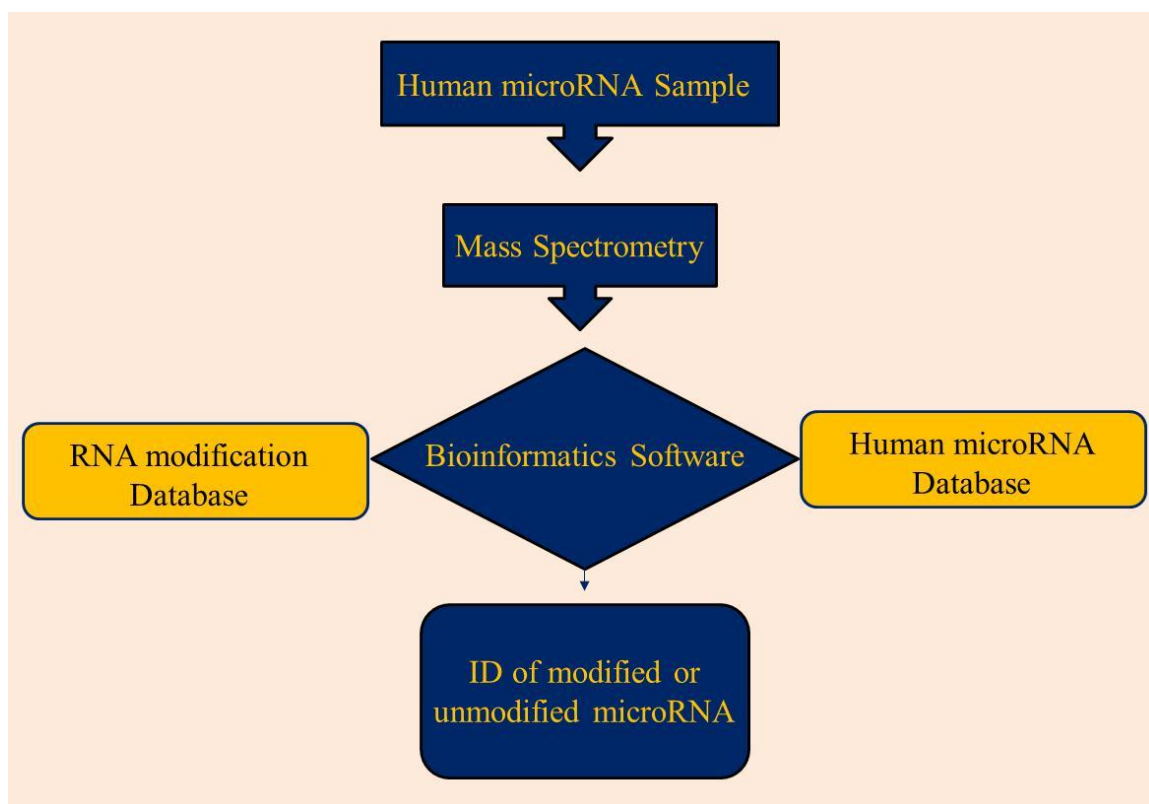 Human microRNA Sample
Mass Spectrometry
Bioinformatics Software
RNA modification
Database
Human microRNA
Database
ID of modified or
unmodified microRNA